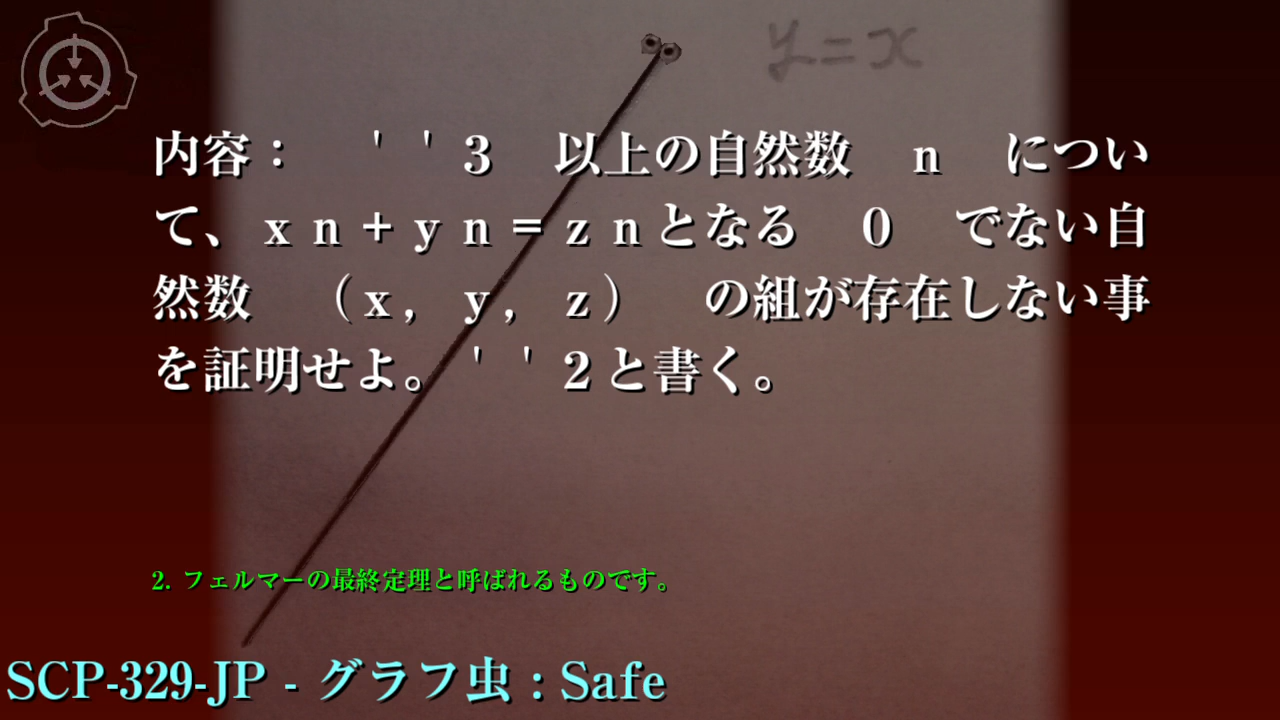 y=x
内容： ＇＇３ 以上の自然数 ｎ につい
て、ｘｎ＋ｙｎ＝ｚｎとなる ０ でない自
然数 （ｘ，ｙ，ｚ） の組が存在しない事
を証明せよ。＇＇２と書く。
2. フェルマーの最終定理と呼ばれるものです。
SCP-329-JP - グラフ虫 : Safe